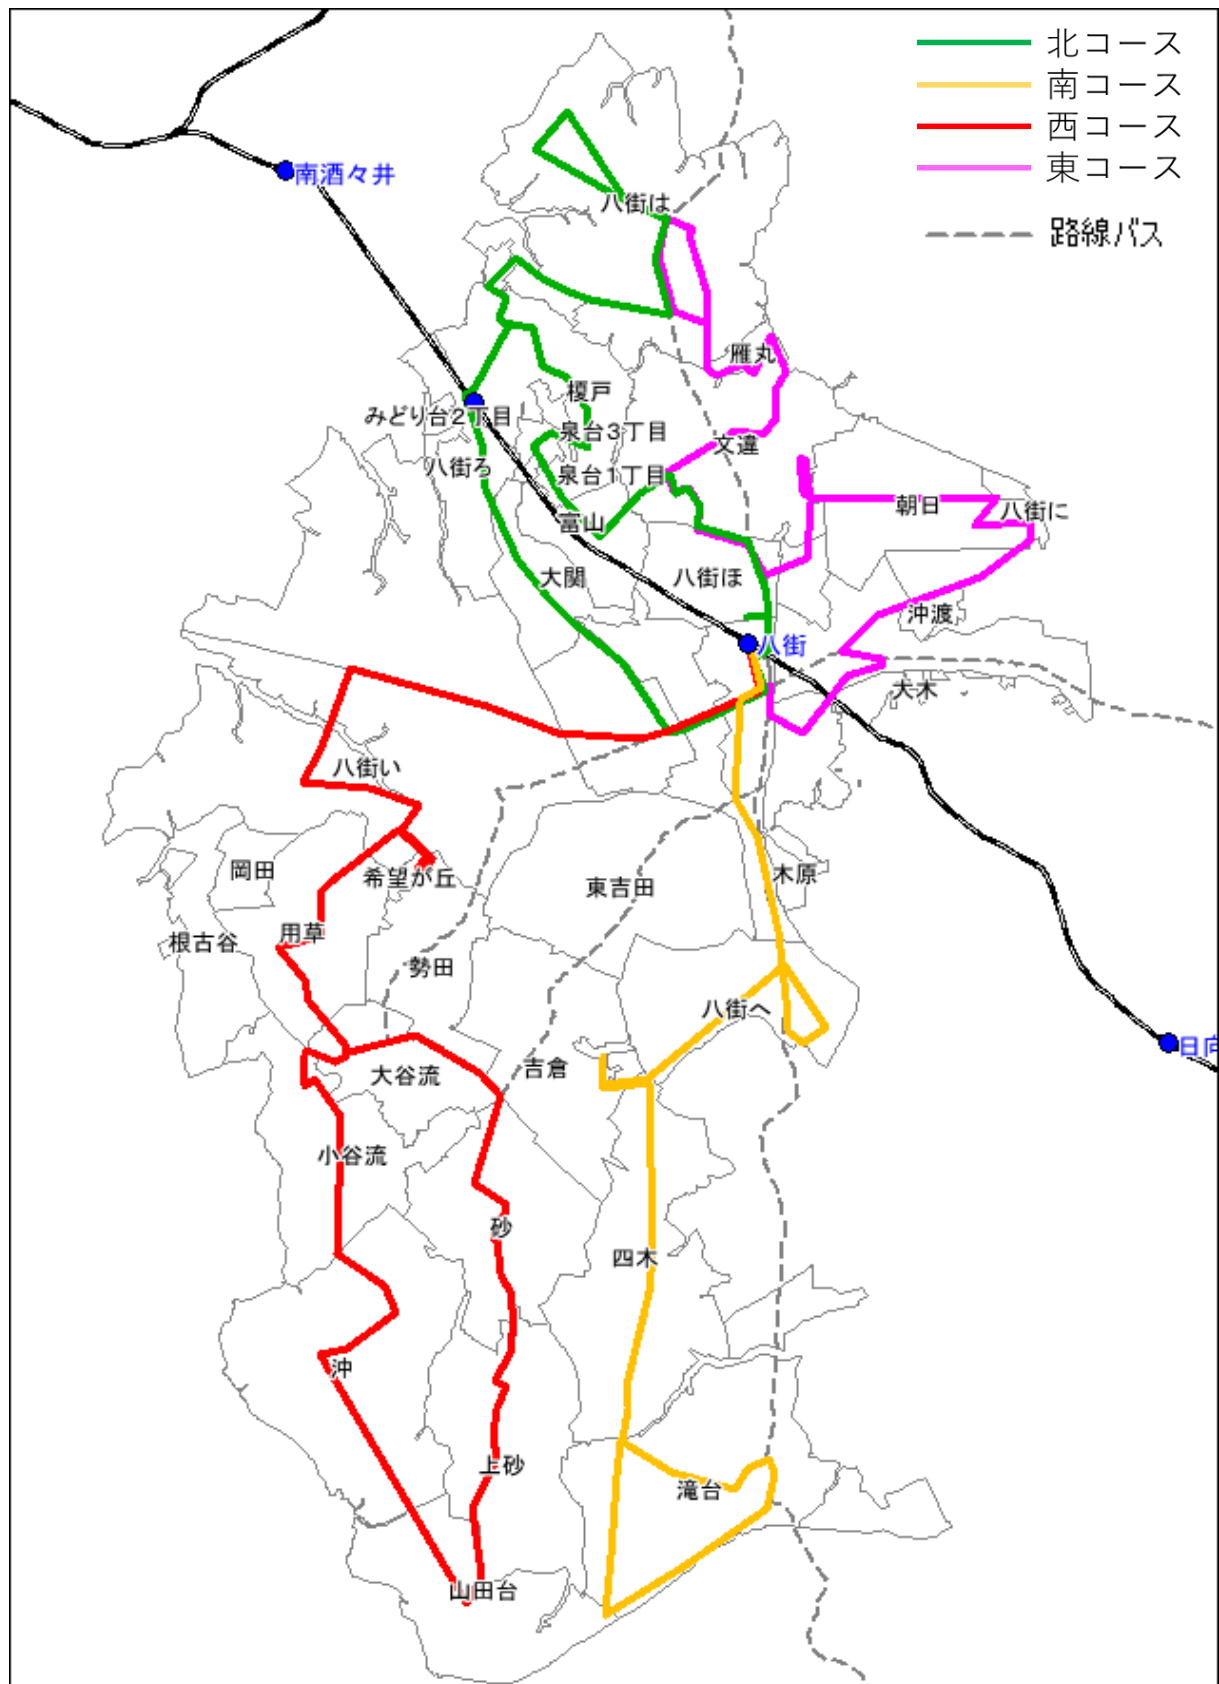 北コース
南コース
西コース
東コース
路線バス
南酒々井
八街は
雁丸
榎戸
みどり台2丁目
泉台3丁目
文違
八街ろ
泉台1丁目
朝日
八街に
富山
大関
八街ほ
沖渡
八街
大木
八街い
岡田
希望が丘
東吉田
木原
用草
根古谷
勢田
八街へ
日向
吉倉
大谷流
小谷流
砂
四木
沖
上砂
滝台
山田台